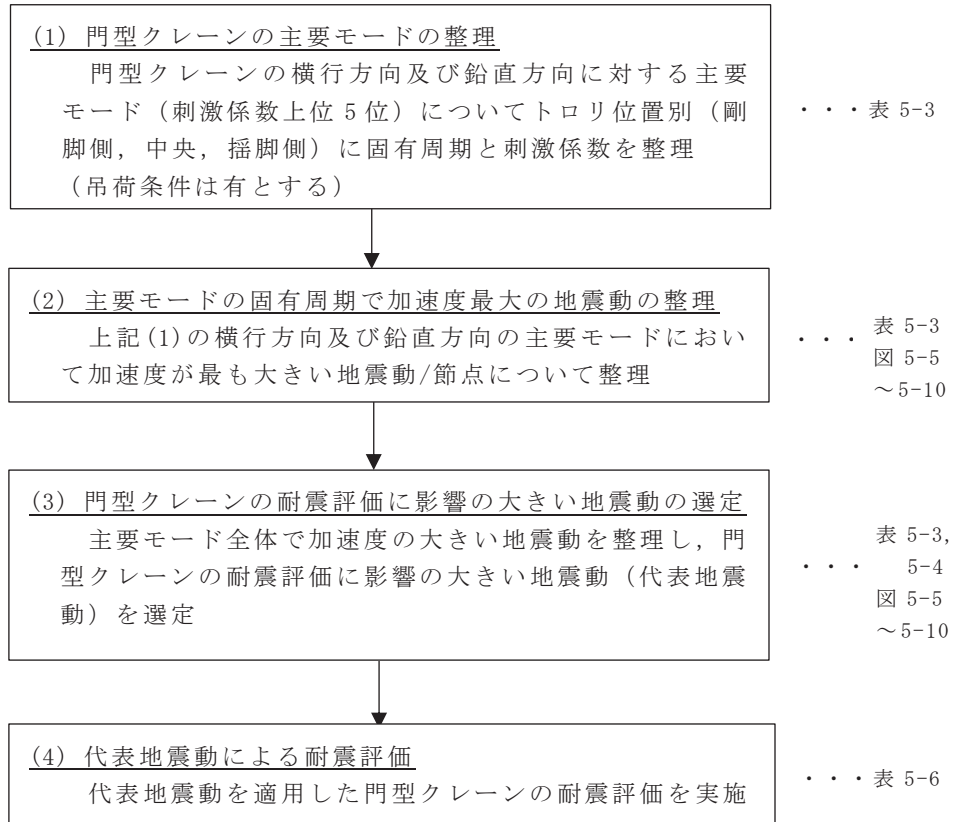 (1) 門型クレーンの主要モードの整理
門型クレーンの横行方向及び鉛直方向に対する主要
モード（刺激係数上位 5 位）についてトロリ位置別（剛
脚側，中央，揺脚側）に固有周期と刺激係数を整理
（吊荷条件は有とする）
・・・表 5-3
(2) 主要モードの固有周期で加速度最大の地震動の整理
上記(1)の横行方向及び鉛直方向の主要モードにおい
て加速度が最も大きい地震動/節点について整理
・・・
表 5-3
図 5-5
～5-10
(3) 門型クレーンの耐震評価に影響の大きい地震動の選定
主要モード全体で加速度の大きい地震動を整理し，門
型クレーンの耐震評価に影響の大きい地震動（代表地震
動）を選定
・・・
表 5-3,
5-4
図 5-5
～5-10
(4) 代表地震動による耐震評価
代表地震動を適用した門型クレーンの耐震評価を実施
・・・表 5-6